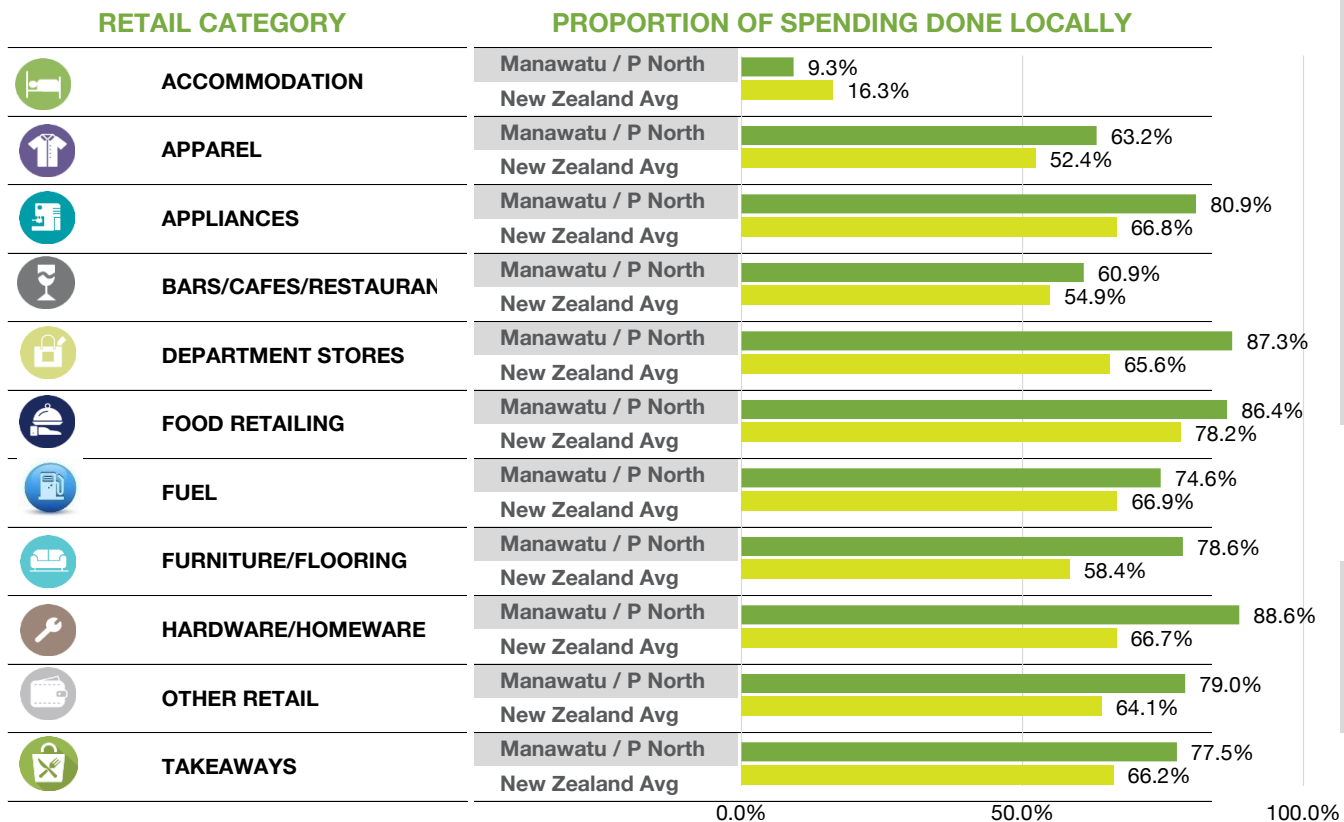 RETAIL CATEGORY PROPORTION OF SPENDING DONE LOCALLY
ACCOMMODATION
Manawatu / P North 9.3%
New Zealand Avg 16.3%
APPAREL
Manawatu / P North 63.2%
New Zealand Avg 52.4%
APPLIANCES
Manawatu / P North 80.9%
New Zealand Avg 66.8%
BARS/CAFES/RESTAURAN
Manawatu / P North 60.9%
New Zealand Avg 54.9%
DEPARTMENT STORES
Manawatu / P North 87.3%
New Zealand Avg 65.6%
FOOD RETAILING
Manawatu / P North 86.4%
New Zealand Avg 78.2%
FUEL
Manawatu / P North 74.6%
New Zealand Avg 66.9%
FURNITURE/FLOORING
Manawatu / P North 78.6%
New Zealand Avg 58.4%
HARDWARE/HOMEWARE
Manawatu / P North 88.6%
New Zealand Avg 66.7%
OTHER RETAIL
Manawatu / P North 79.0%
New Zealand Avg 64.1%
TAKEAWAYS
Manawatu / P North 77.5%
New Zealand Avg 66.2%
0.0% 50.0% 100.0%